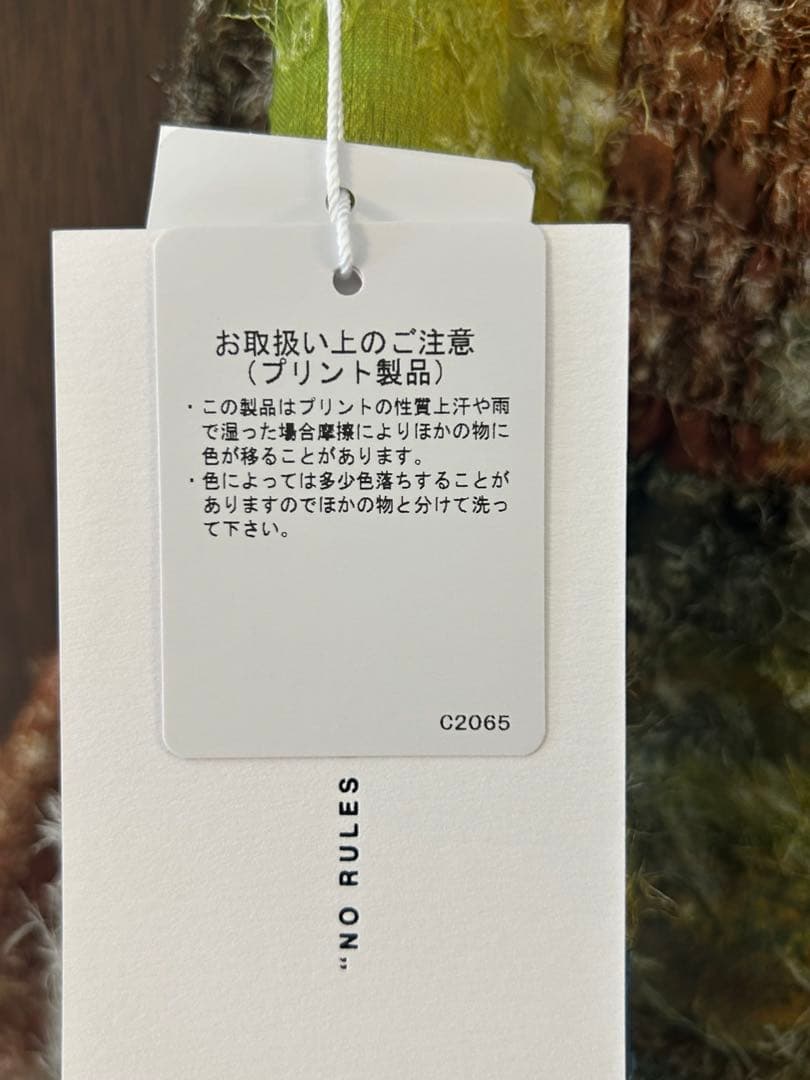 お取扱い上のご注意
（プリント製品）
・この製品はプリントの性質上汗や雨
で湿った場合摩擦によりほかの物に
色が移ることがあります。
・色によっては多少色落ちすることが
ありますのでほかの物と分けて洗っ
て下さい。
C2065
“NO RULES